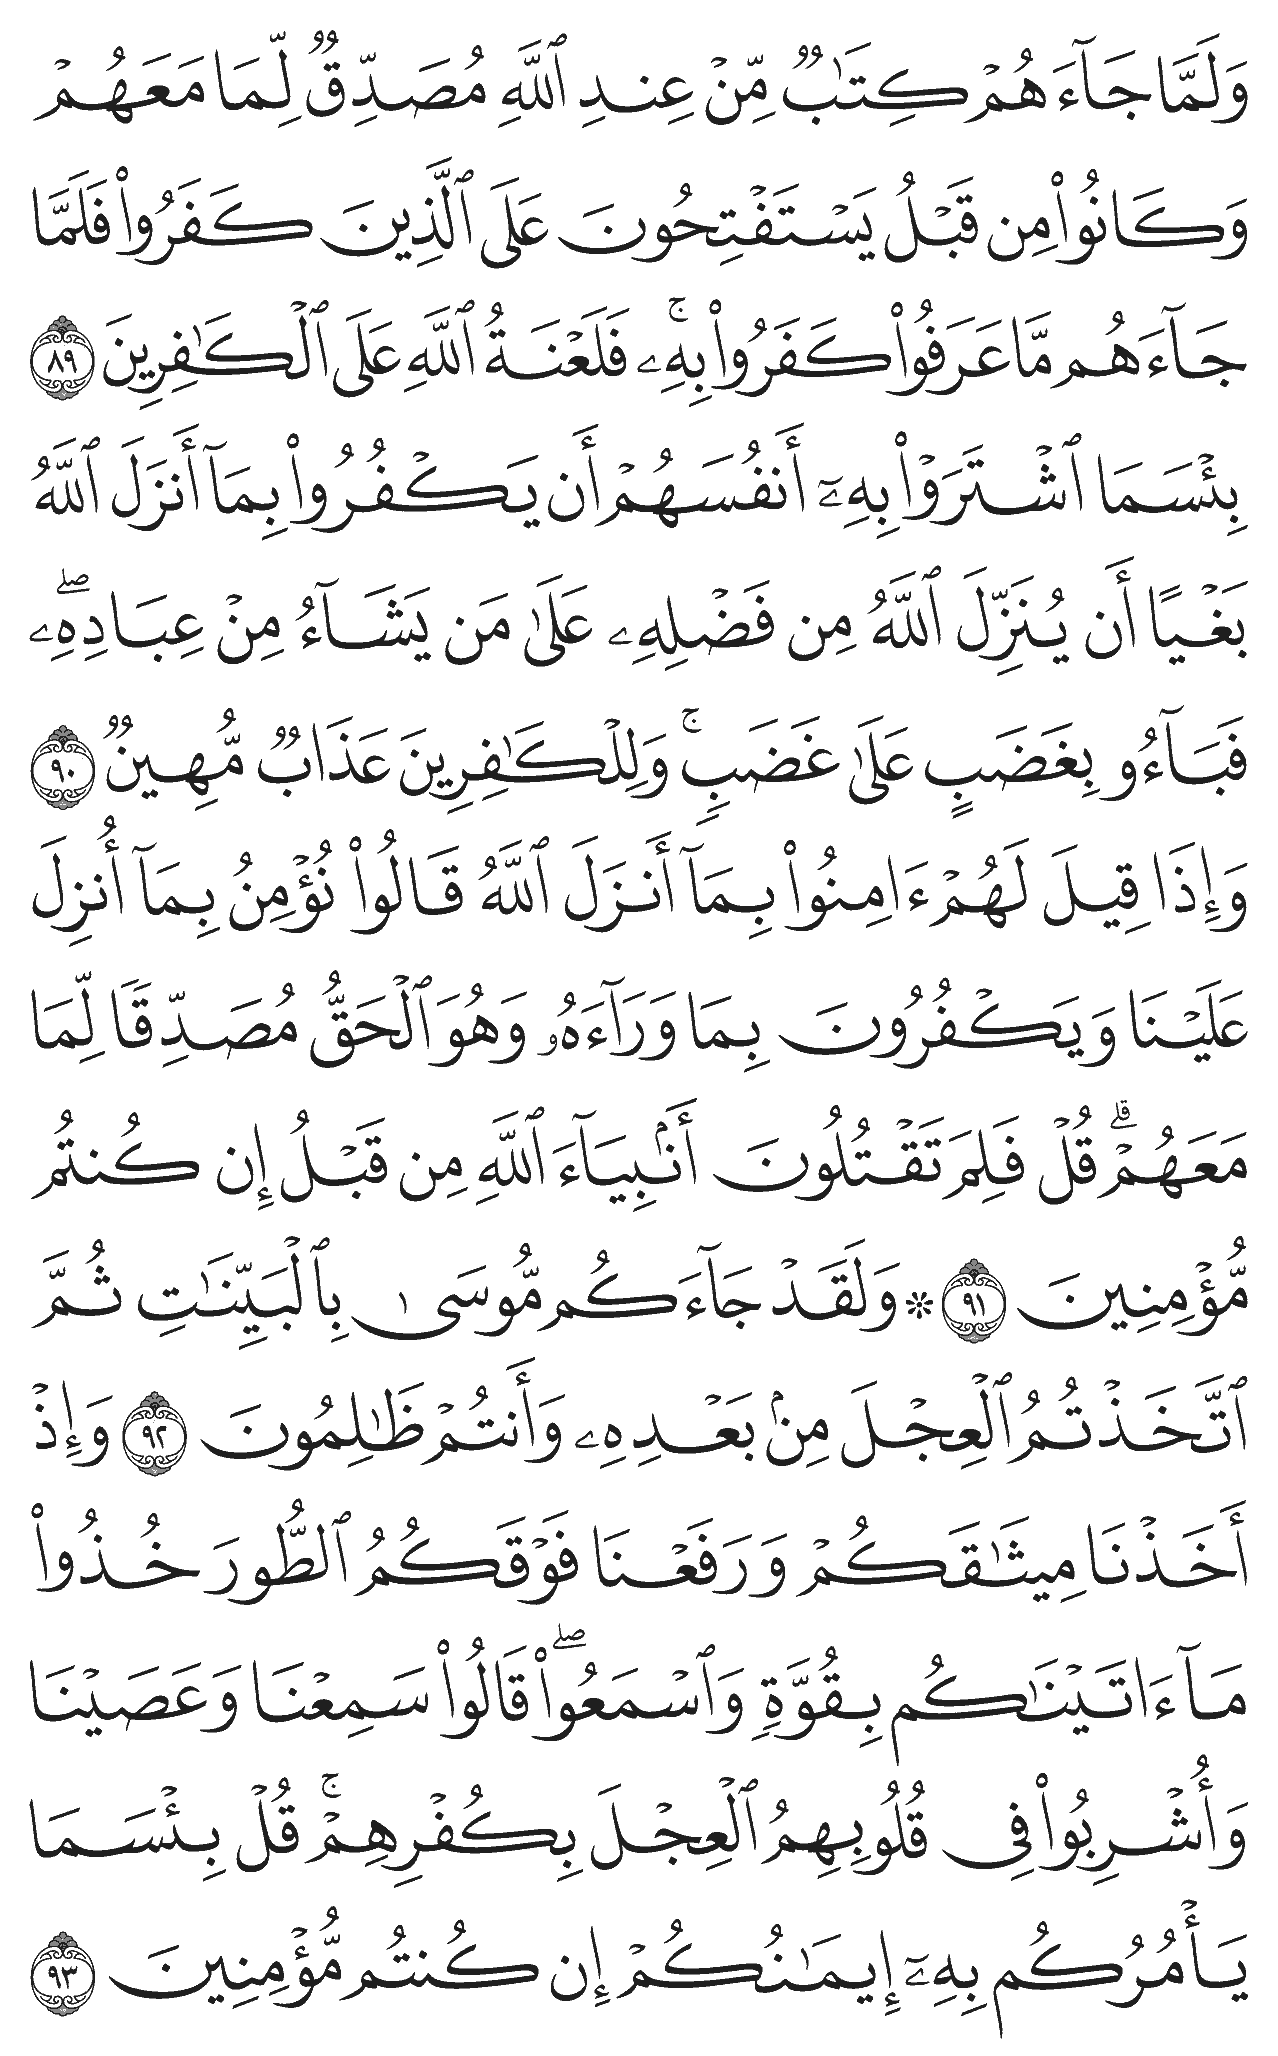 وَلَمَّا جَآءَهُمۡ كِتَٰبٞ مِّنۡ عِندِ ٱللَّهِ مُصَدِّقٞ لِّمَا مَعَهُمۡ
وَكَانُواْ مِن قَبۡلُ يَسۡتَفۡتِحُونَ عَلَى ٱلَّذِينَ كَفَرُواْ فَلَمَّا
جَآءَهُم مَّا عَرَفُواْ كَفَرُواْ بِهِۦۚ فَلَعۡنَةُ ٱللَّهِ عَلَى ٱلۡكَٰفِرِينَ ٨٩
بِئۡسَمَا ٱشۡتَرَوۡاْ بِهِۦٓ أَنفُسَهُمۡ أَن يَكۡفُرُواْ بِمَآ أَنزَلَ ٱللَّهُ
بَغۡيًا أَن يُنَزِّلَ ٱللَّهُ مِن فَضۡلِهِۦ عَلَىٰ مَن يَشَآءُ مِنۡ عِبَادِهِۦۖ
فَبَآءُو بِغَضَبٍ عَلَىٰ غَضَبٖۚ وَلِلۡكَٰفِرِينَ عَذَابٞ مُّهِينٞ ٩٠
وَإِذَا قِيلَ لَهُمۡ ءَامِنُواْ بِمَآ أَنزَلَ ٱللَّهُ قَالُواْ نُؤۡمِنُ بِمَآ أُنزِلَ
عَلَيۡنَا وَيَكۡفُرُونَ بِمَا وَرَآءَهُۥ وَهُوَ ٱلۡحَقُّ مُصَدِّقٗا لِّمَا
مَعَهُمۡۗ قُلۡ فَلِمَ تَقۡتُلُونَ أَنۢبِيَآءَ ٱللَّهِ مِن قَبۡلُ إِن كُنتُم
مُّؤۡمِنِينَ ٩١ ۞ وَلَقَدۡ جَآءَكُم مُّوسَىٰ بِٱلۡبَيِّنَٰتِ ثُمَّ
ٱتَّخَذۡتُمُ ٱلۡعِجۡلَ مِنۢ بَعۡدِهِۦ وَأَنتُمۡ ظَٰلِمُونَ ٩٢ وَإِذۡ
أَخَذۡنَا مِيثَٰقَكُمۡ وَرَفَعۡنَا فَوۡقَكُمُ ٱلطُّورَ خُذُواْ
مَآ ءَاتَيۡنَٰكُم بِقُوَّةٖ وَٱسۡمَعُواْۖ قَالُواْ سَمِعۡنَا وَعَصَيۡنَا
وَأُشۡرِبُواْ فِي قُلُوبِهِمُ ٱلۡعِجۡلَ بِكُفۡرِهِمۡۚ قُلۡ بِئۡسَمَا
يَأۡمُرُكُم بِهِۦٓ إِيمَٰنُكُمۡ إِن كُنتُم مُّؤۡمِنِينَ ٩٣